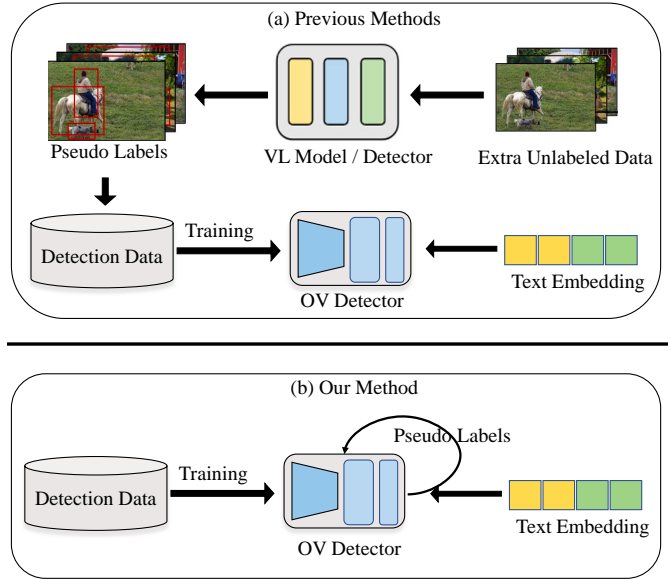 (a) Previous Methods
Pseudo Labels
VL Model / Detector
Extra Unlabeled Data
Detection Data
Training
OV Detector
Text Embedding
(b) Our Method
Pseudo Labels
Detection Data
Training
OV Detector
Text Embedding